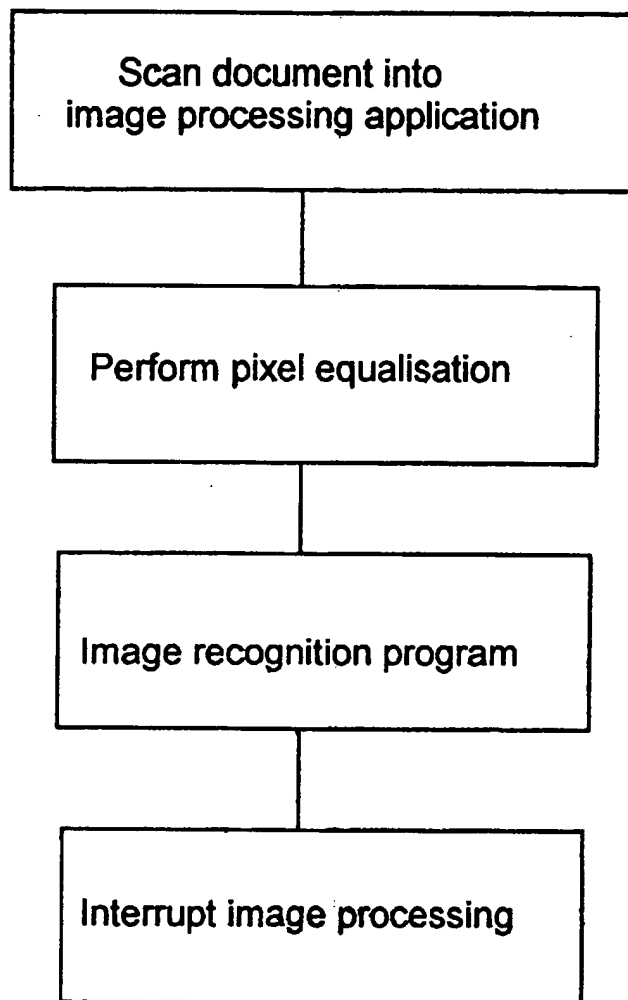 Scan document into
image processing application
Perform pixel equalisation
Image recognition program
Interrupt image processing